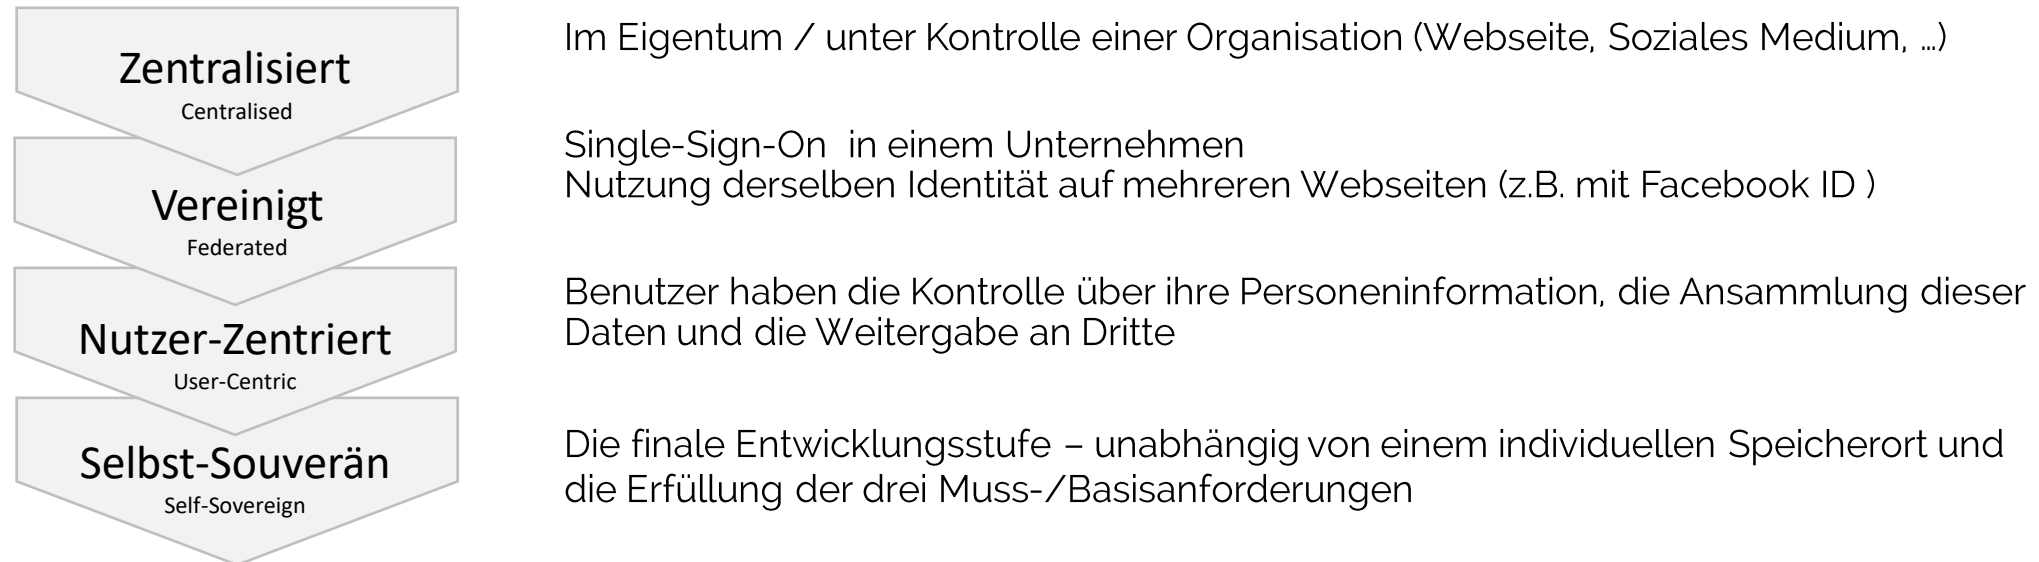 Zentralisiert
Centralised
Im Eigentum / unter Kontrolle einer Organisation (Webseite, Soziales Medium, …)
Vereinigt
Federated
Single-Sign-On  in einem Unternehmen
Nutzung derselben Identität auf mehreren Webseiten (z.B. mit Facebook ID )
Nutzer-Zentriert
User-Centric
Benutzer haben die Kontrolle über ihre Personeninformation, die Ansammlung dieser
Daten und die Weitergabe an Dritte
Selbst-Souverän
Self-Sovereign
Die finale Entwicklungsstufe – unabhängig von einem individuellen Speicherort und
die Erfüllung der drei Muss-/Basisanforderungen